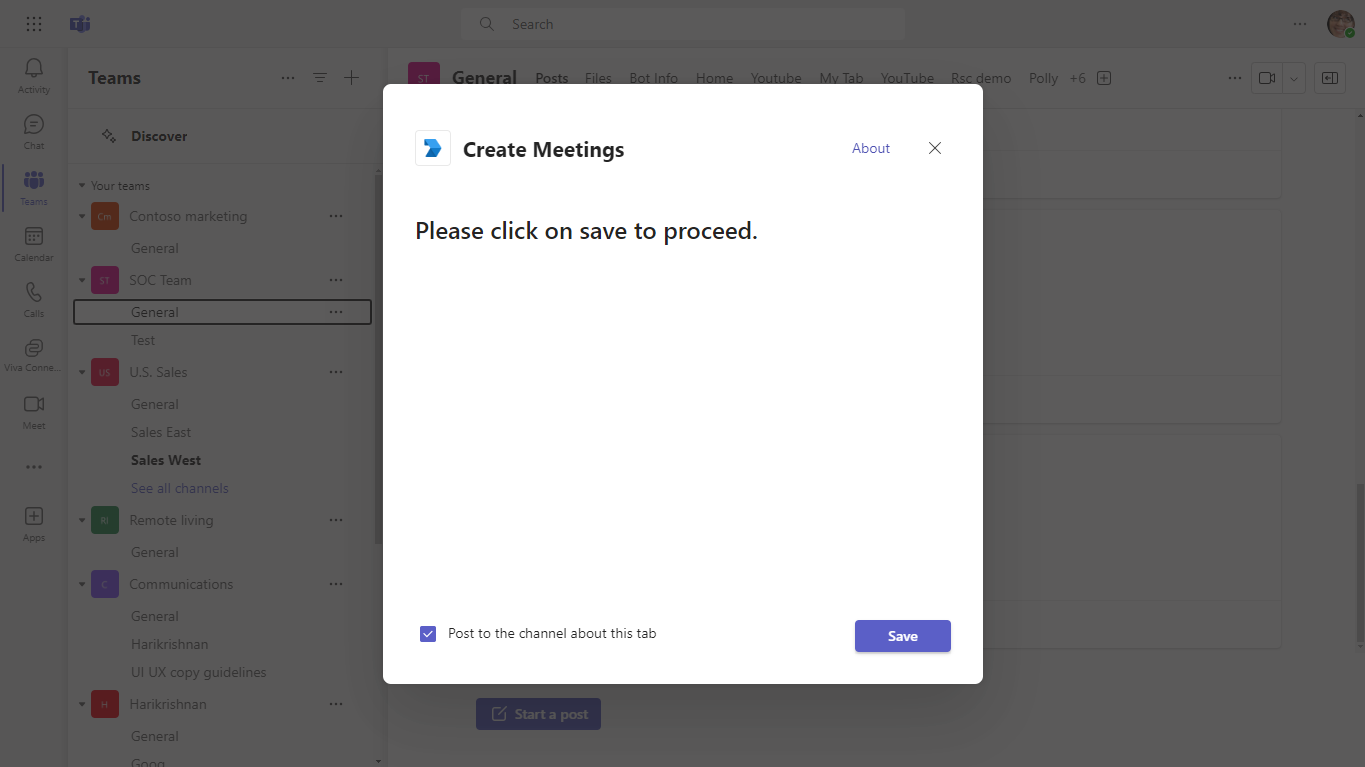 Search
Activity
Chat
Teams
Calendar
Calls
Viva Conne...
Meet
Apps
Teams
Discover
Your teams
Cm Contoso marketing
General
ST SOC Team
General
Test
US U.S. Sales
General
Sales East
Sales West
See all channels
RI Remote living
General
C Communications
General
Harikrishnan
UI UX copy guidelines
H Harikrishnan
General
Goog
ST General Posts Files Bot Info Home Youtube My Tab YouTube Rsc demo Polly +6
Create Meetings
About
Please click on save to proceed.
Post to the channel about this tab
Save
Start a post